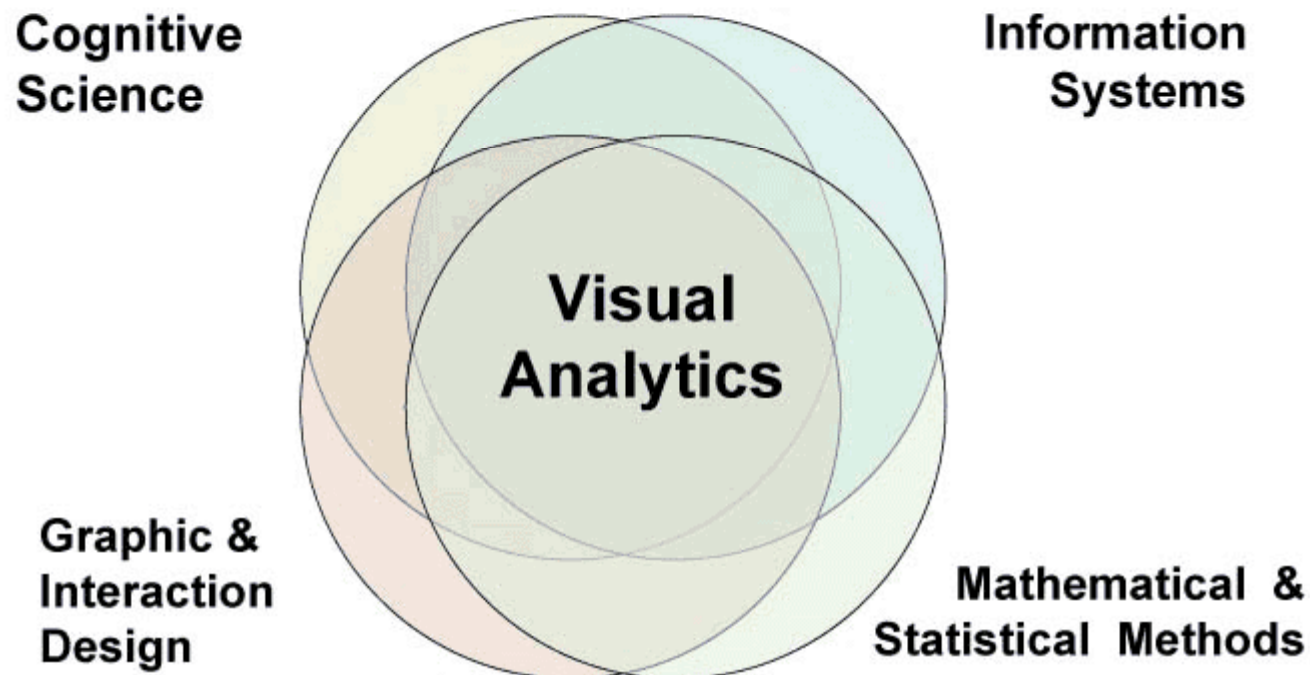 Cognitive
Science
Information
Systems
Visual
Analytics
Graphic &
Interaction
Design
Mathematical &
Statistical Methods